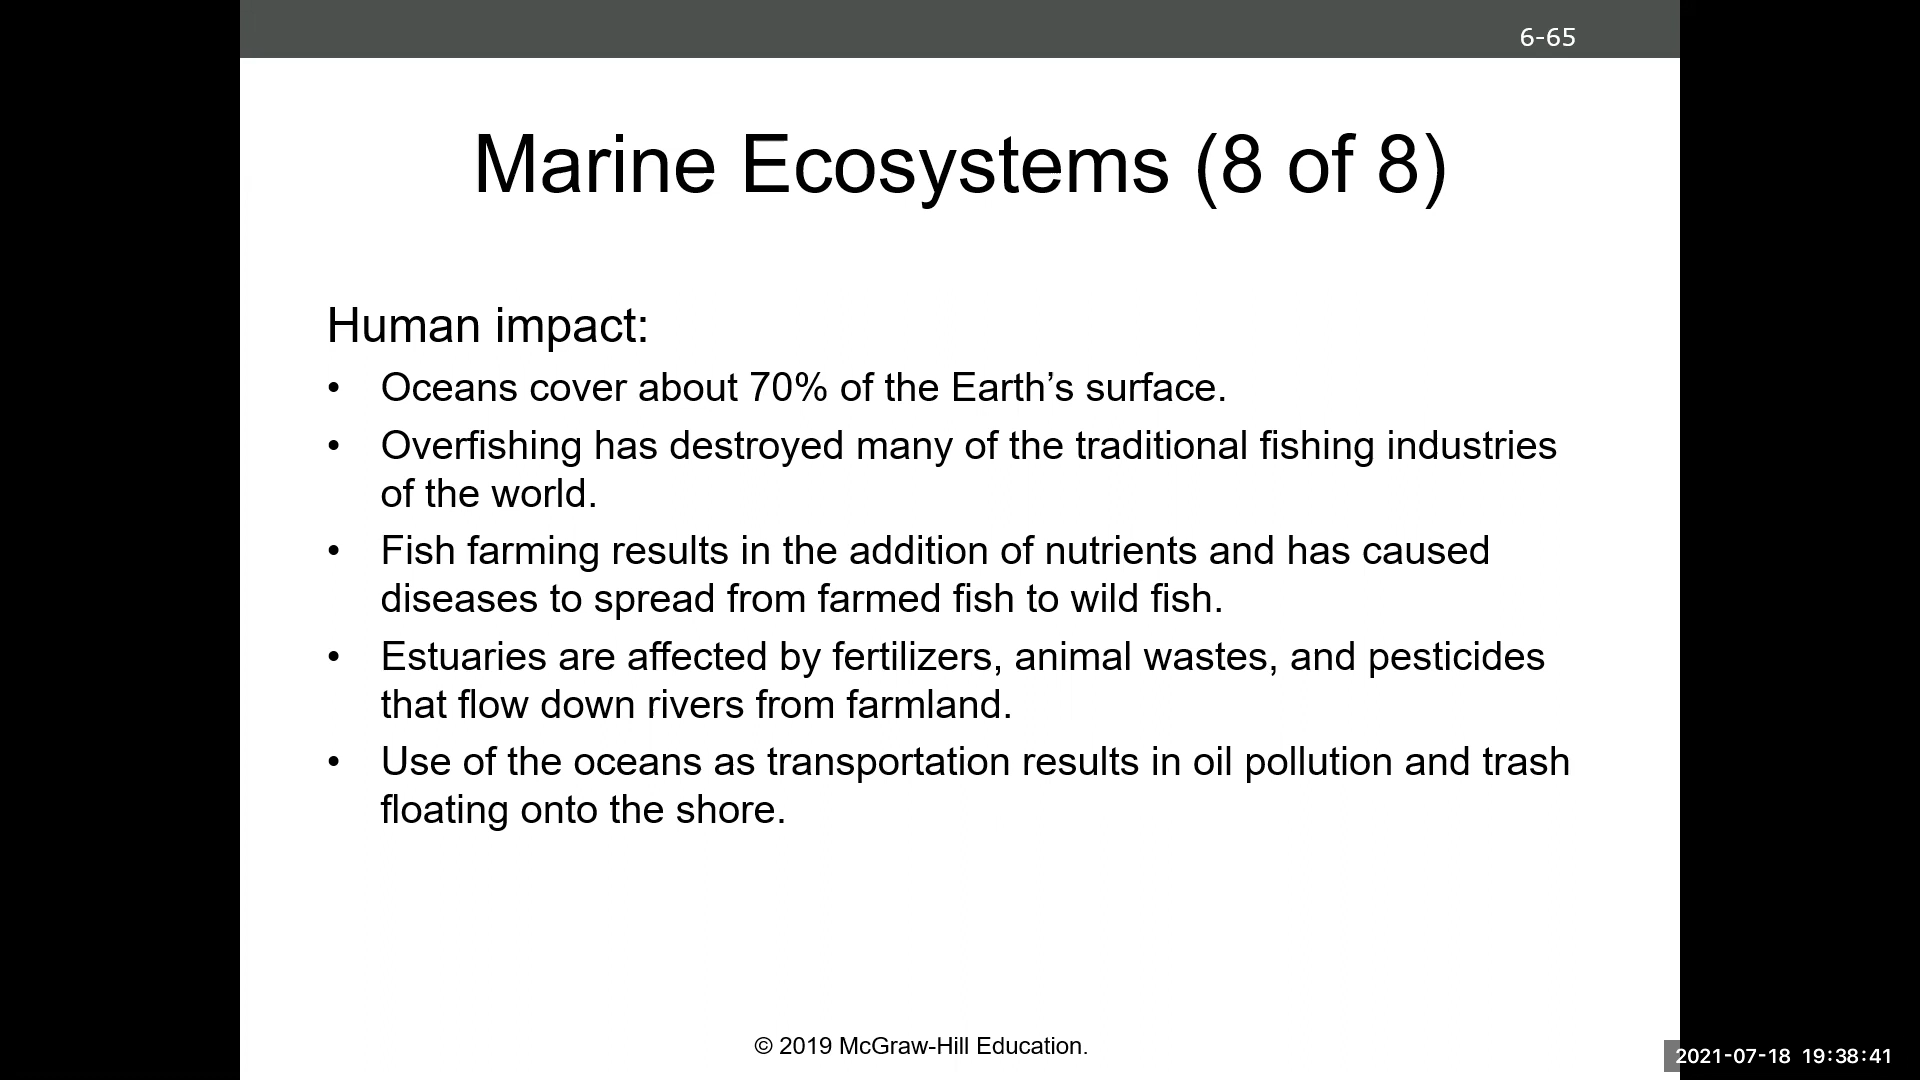 6-65
Marine Ecosystems (8 of 8)
Human impact:
• Oceans cover about 70% of the Earth’s surface.
• Overfishing has destroyed many of the traditional fishing industries
of the world.
• Fish farming results in the addition of nutrients and has caused
diseases to spread from farmed fish to wild fish.
• Estuaries are affected by fertilizers, animal wastes, and pesticides
that flow down rivers from farmland.
• Use of the oceans as transportation results in oil pollution and trash
floating onto the shore.
© 2019 McGraw-Hill Education.
2021-07-18 19:38:41